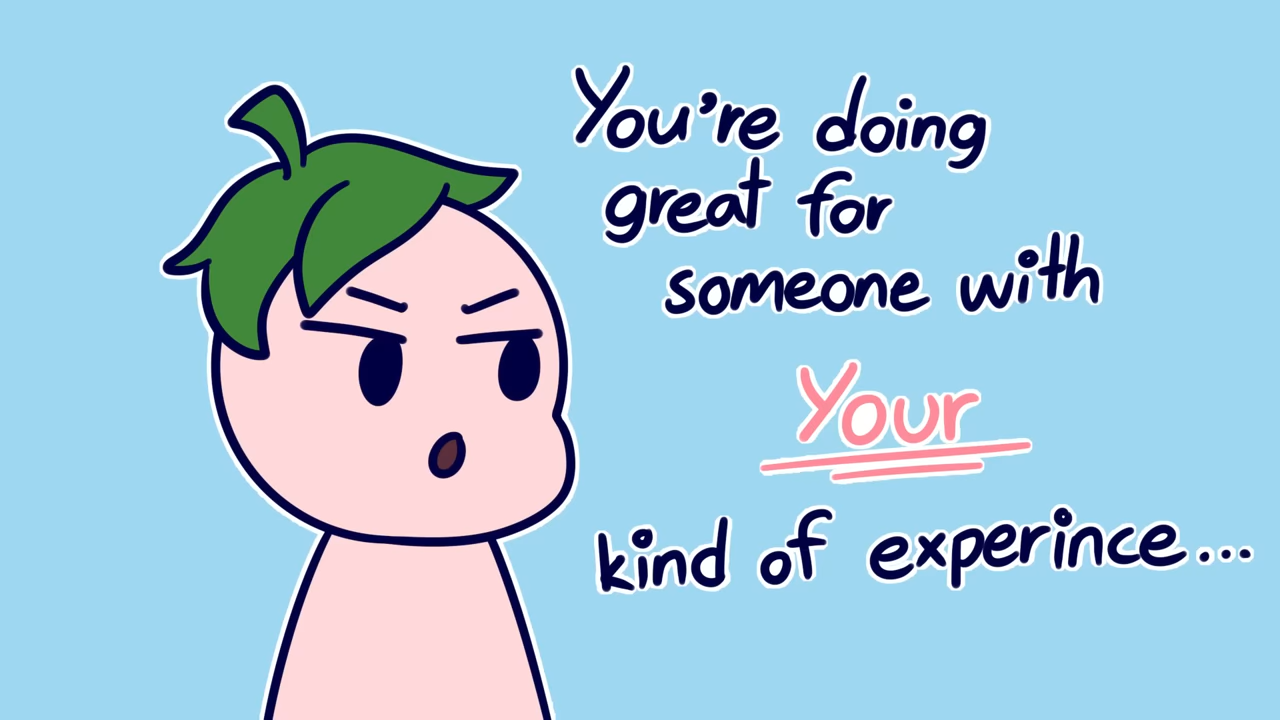 You're doing
great for
someone with
Your
kind of experince...